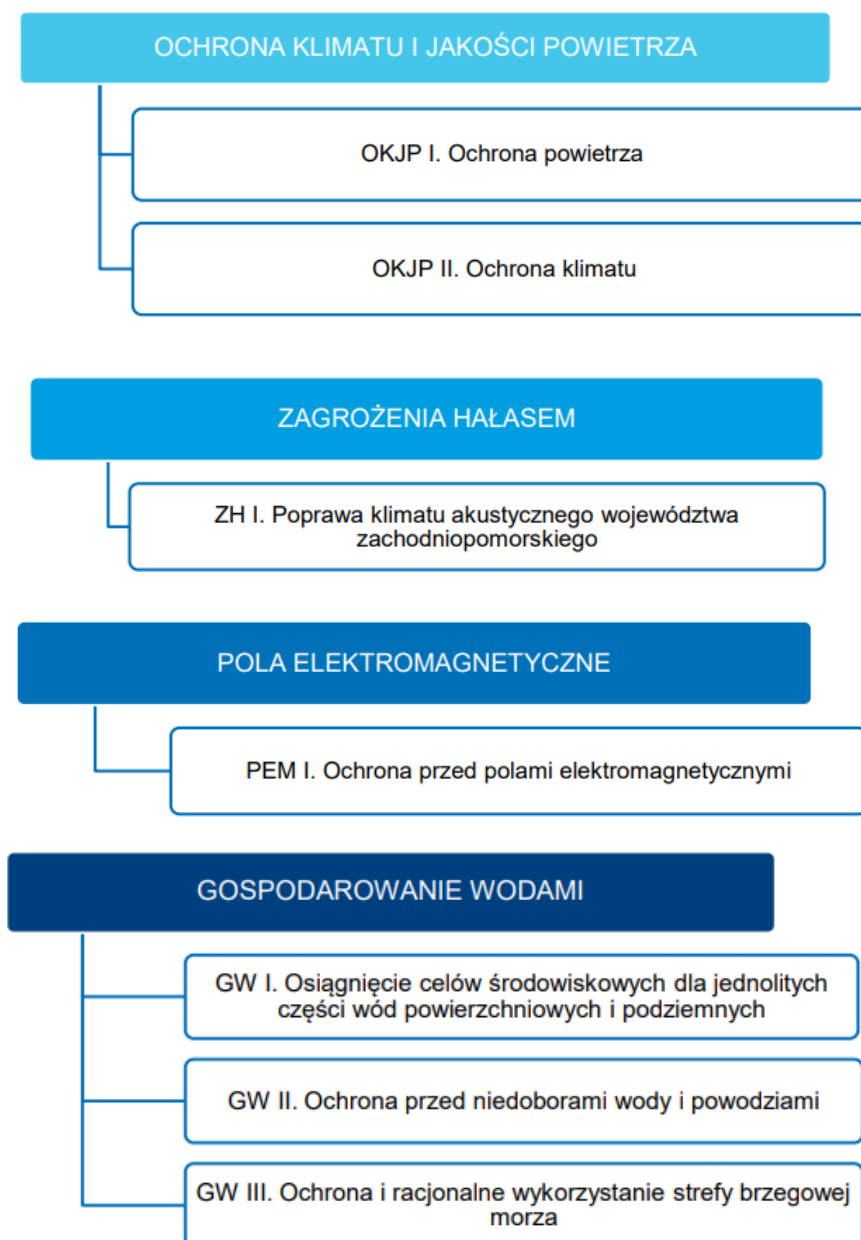 OCHRONA KLIMATU I JAKOŚCI POWIETRZA
OKJP I. Ochrona powietrza
OKJP II. Ochrona klimatu
ZAGROŻENIA HAŁASEM
ZH I. Poprawa klimatu akustycznego województwa
zachodniopomorskiego
POLA ELEKTROMAGNETYCZNE
PEM I. Ochrona przed polami elektromagnetycznymi
GOSPODAROWANIE WODAMI
GW I. Osiągnięcie celów środowiskowych dla jednolitych
części wód powierzchniowych i podziemnych
GW II. Ochrona przed niedoborami wody i powodziami
GW III. Ochrona i racjonalne wykorzystanie strefy brzegowej
morza